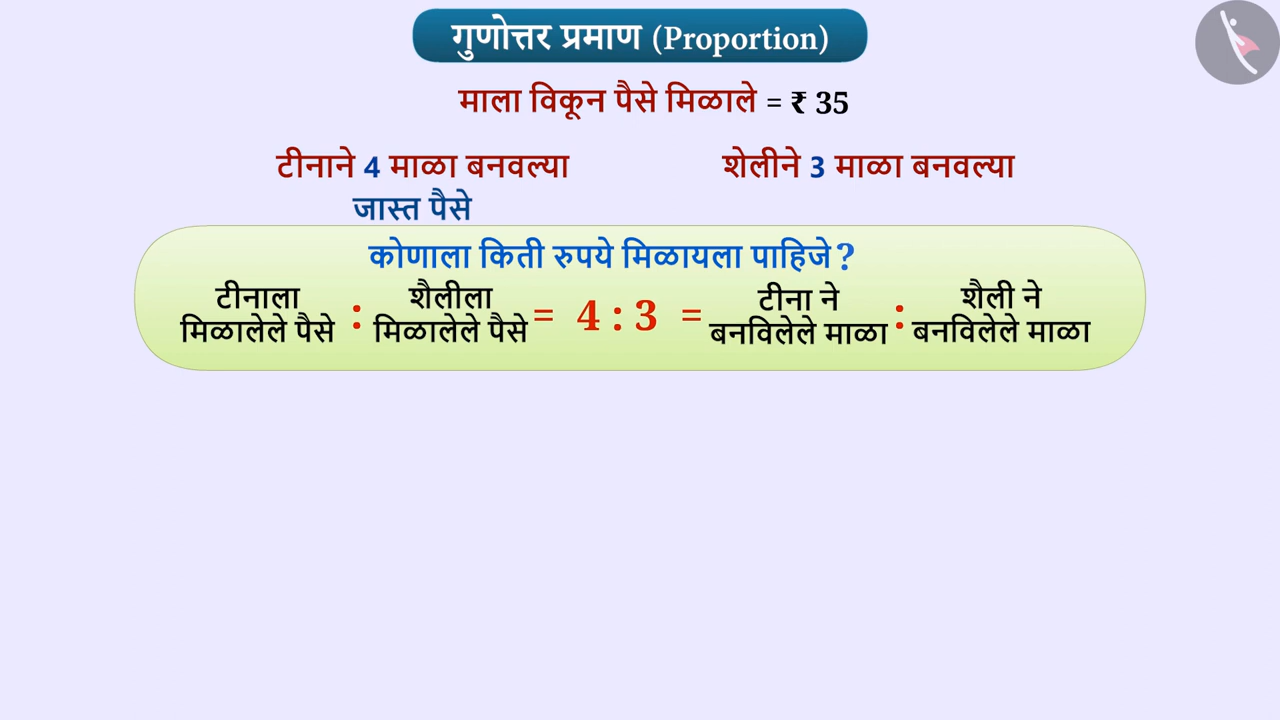 गुणोत्तर प्रमाण (Proportion)
माला विकून पैसे मिळाले = ₹ 35
टीनाने 4 माळा बनवल्या शेलीने 3 माळा बनवल्या
जास्त पैसे
कोणाला किती रुपये मिळायला पाहिजे?
टीनाला मिळालेले पैसे : शैलीला मिळालेले पैसे = 4 : 3 = टीना ने बनविलेले माळा : शैली ने बनविलेले माळा